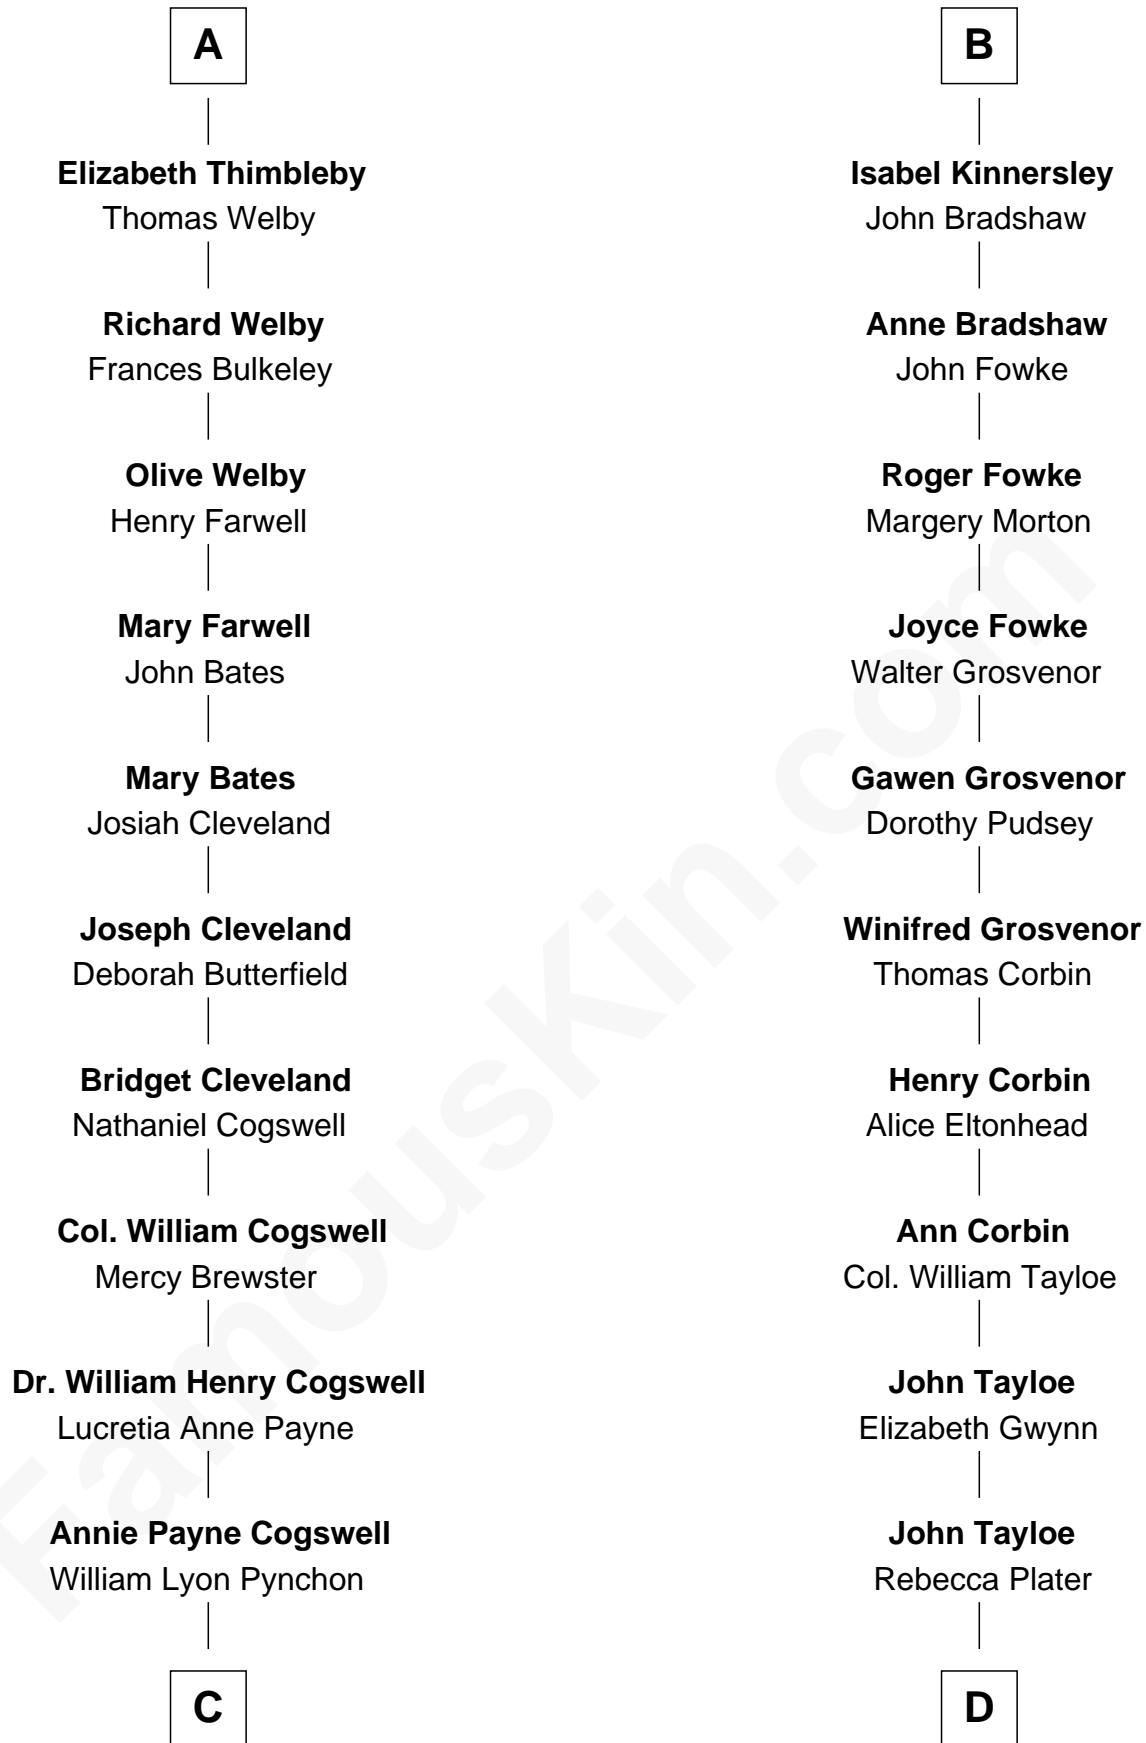 A
Elizabeth Thimbleby
Thomas Welby
Richard Welby
Frances Bulkeley
Olive Welby
Henry Farwell
Mary Farwell
John Bates
Mary Bates
Josiah Cleveland
Joseph Cleveland
Deborah Butterfield
Bridget Cleveland
Nathaniel Cogswell
Col. William Cogswell
Mercy Brewster
Dr. William Henry Cogswell
Lucretia Anne Payne
Annie Payne Cogswell
William Lyon Pynchon
C
B
Isabel Kinnersley
John Bradshaw
Anne Bradshaw
John Fowke
Roger Fowke
Margery Morton
Joyce Fowke
Walter Grosvenor
Gawen Grosvenor
Dorothy Pudsey
Winifred Grosvenor
Thomas Corbin
Henry Corbin
Alice Eltonhead
Ann Corbin
Col. William Tayloe
John Tayloe
Elizabeth Gwynn
John Tayloe
Rebecca Plater
D
FamousKin.com